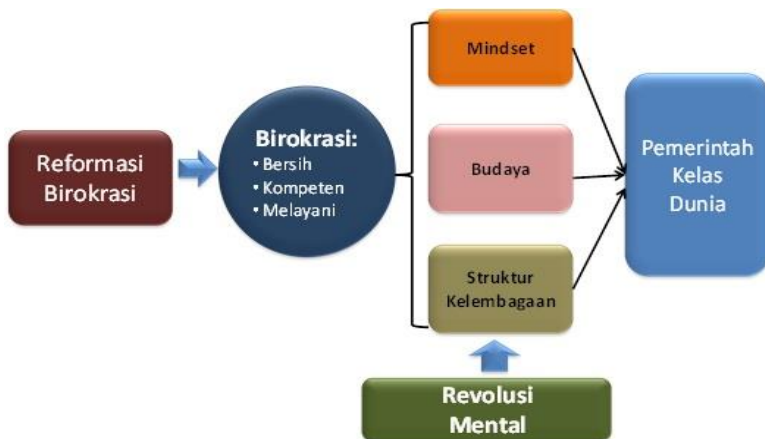 Reformasi
Birokrasi
Birokrasi:
• Bersih
• Kompeten
• Melayani
Mindset
Budaya
Struktur
Kelembagaan
Pemerintah
Kelas
Dunia
Revolusi
Mental